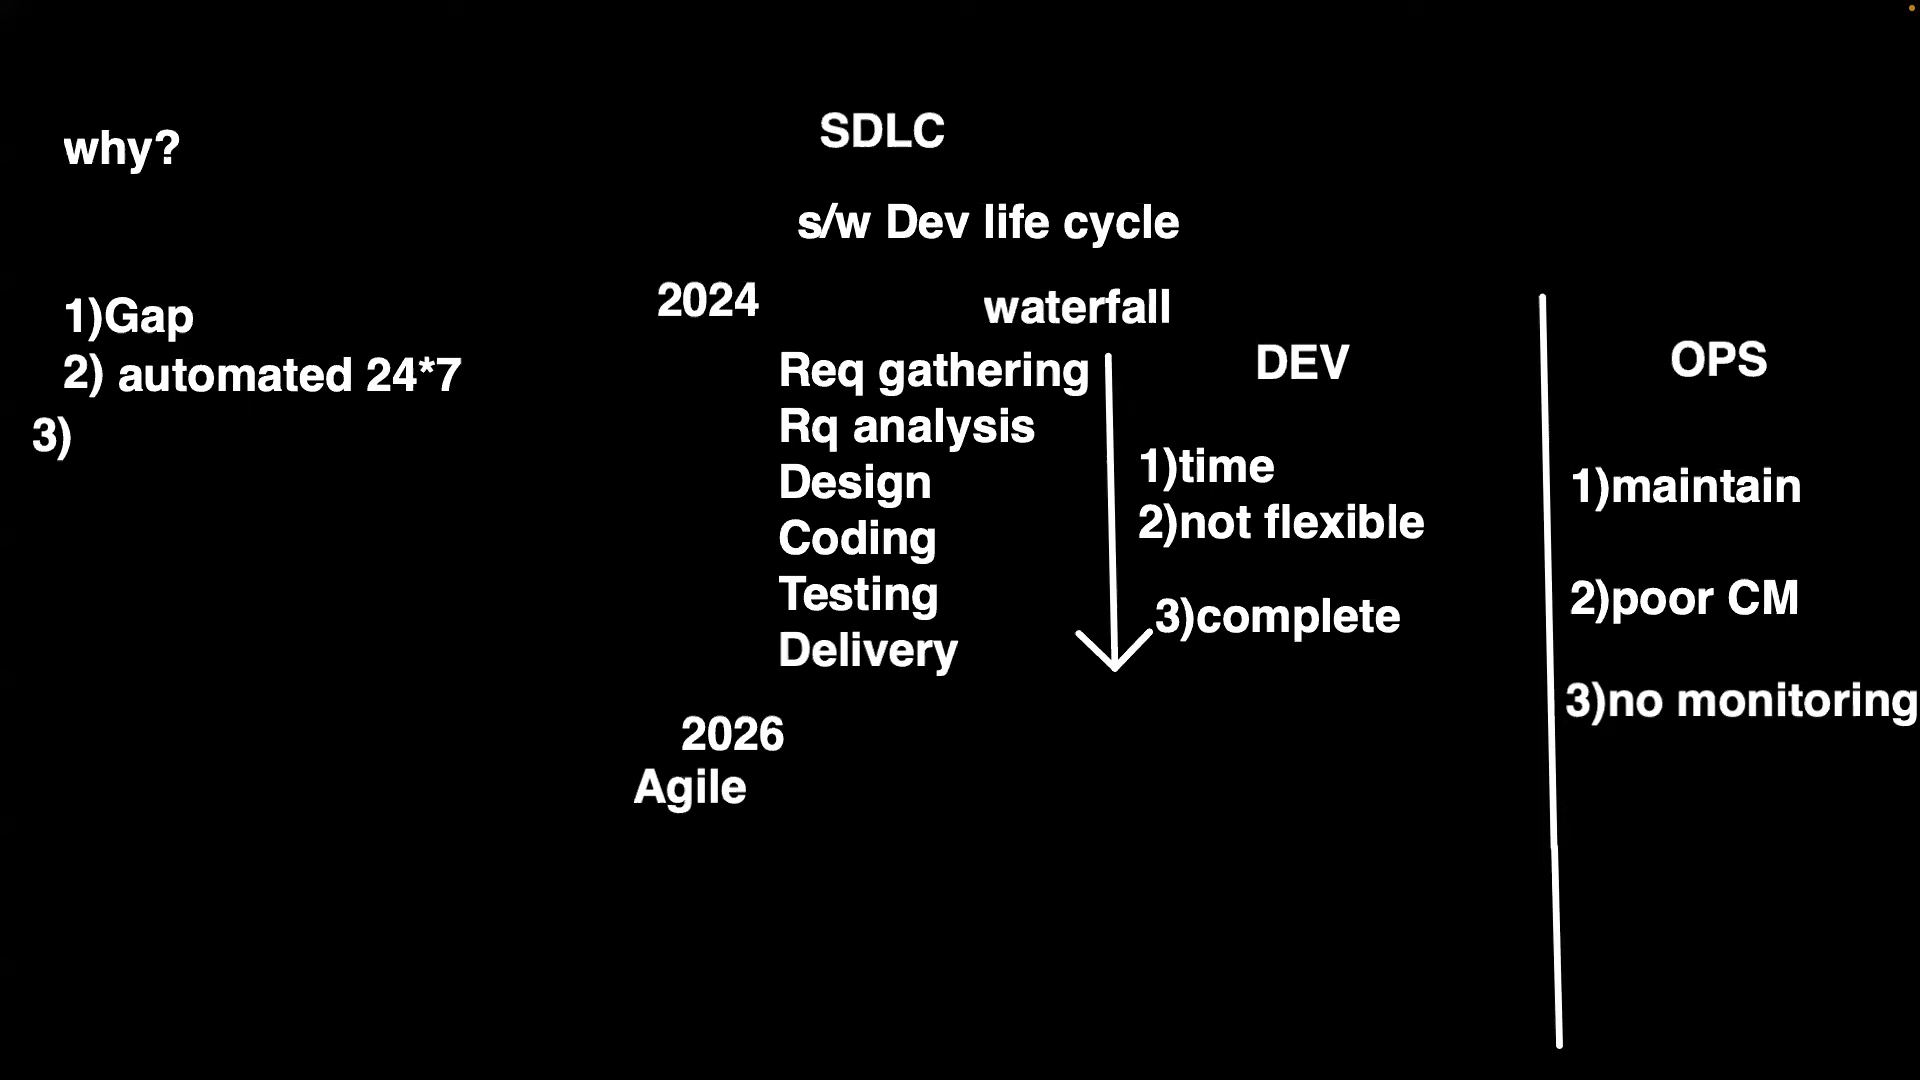 why?
SDLC
s/w Dev life cycle
1)Gap
2) automated 24*7
3)
2024
waterfall
Req gathering
Rq analysis
Design
Coding
Testing
Delivery
2026
Agile
DEV
1)time
2)not flexible
3)complete
OPS
1)maintain
2)poor CM
3)no monitoring